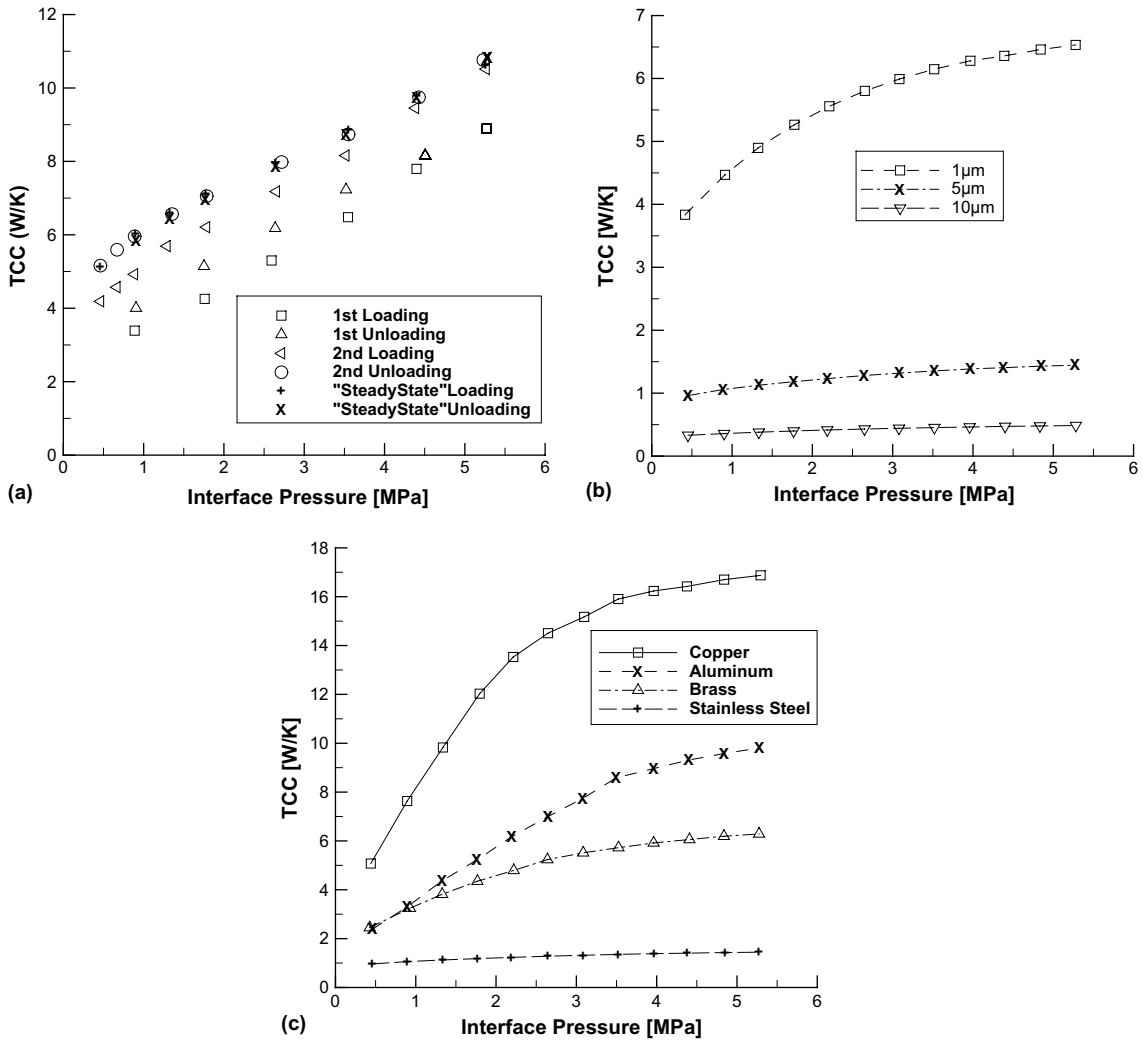 12
10
8
6
4
2
0
TCC (W/K)
0 1 2 3 4 5 6
Interface Pressure [MPa]
(a)
1st Loading
1st Unloading
2nd Loading
2nd Unloading
"SteadyState"Loading
"SteadyState"Unloading
7
6
5
4
3
2
1
0
TCC [W/K]
0 1 2 3 4 5 6
Interface Pressure [MPa]
(b)
1µm
5µm
10µm
18
16
14
12
10
8
6
4
2
0
TCC [W/K]
0 1 2 3 4 5 6
Interface Pressure [MPa]
(c)
Copper
Aluminum
Brass
Stainless Steel